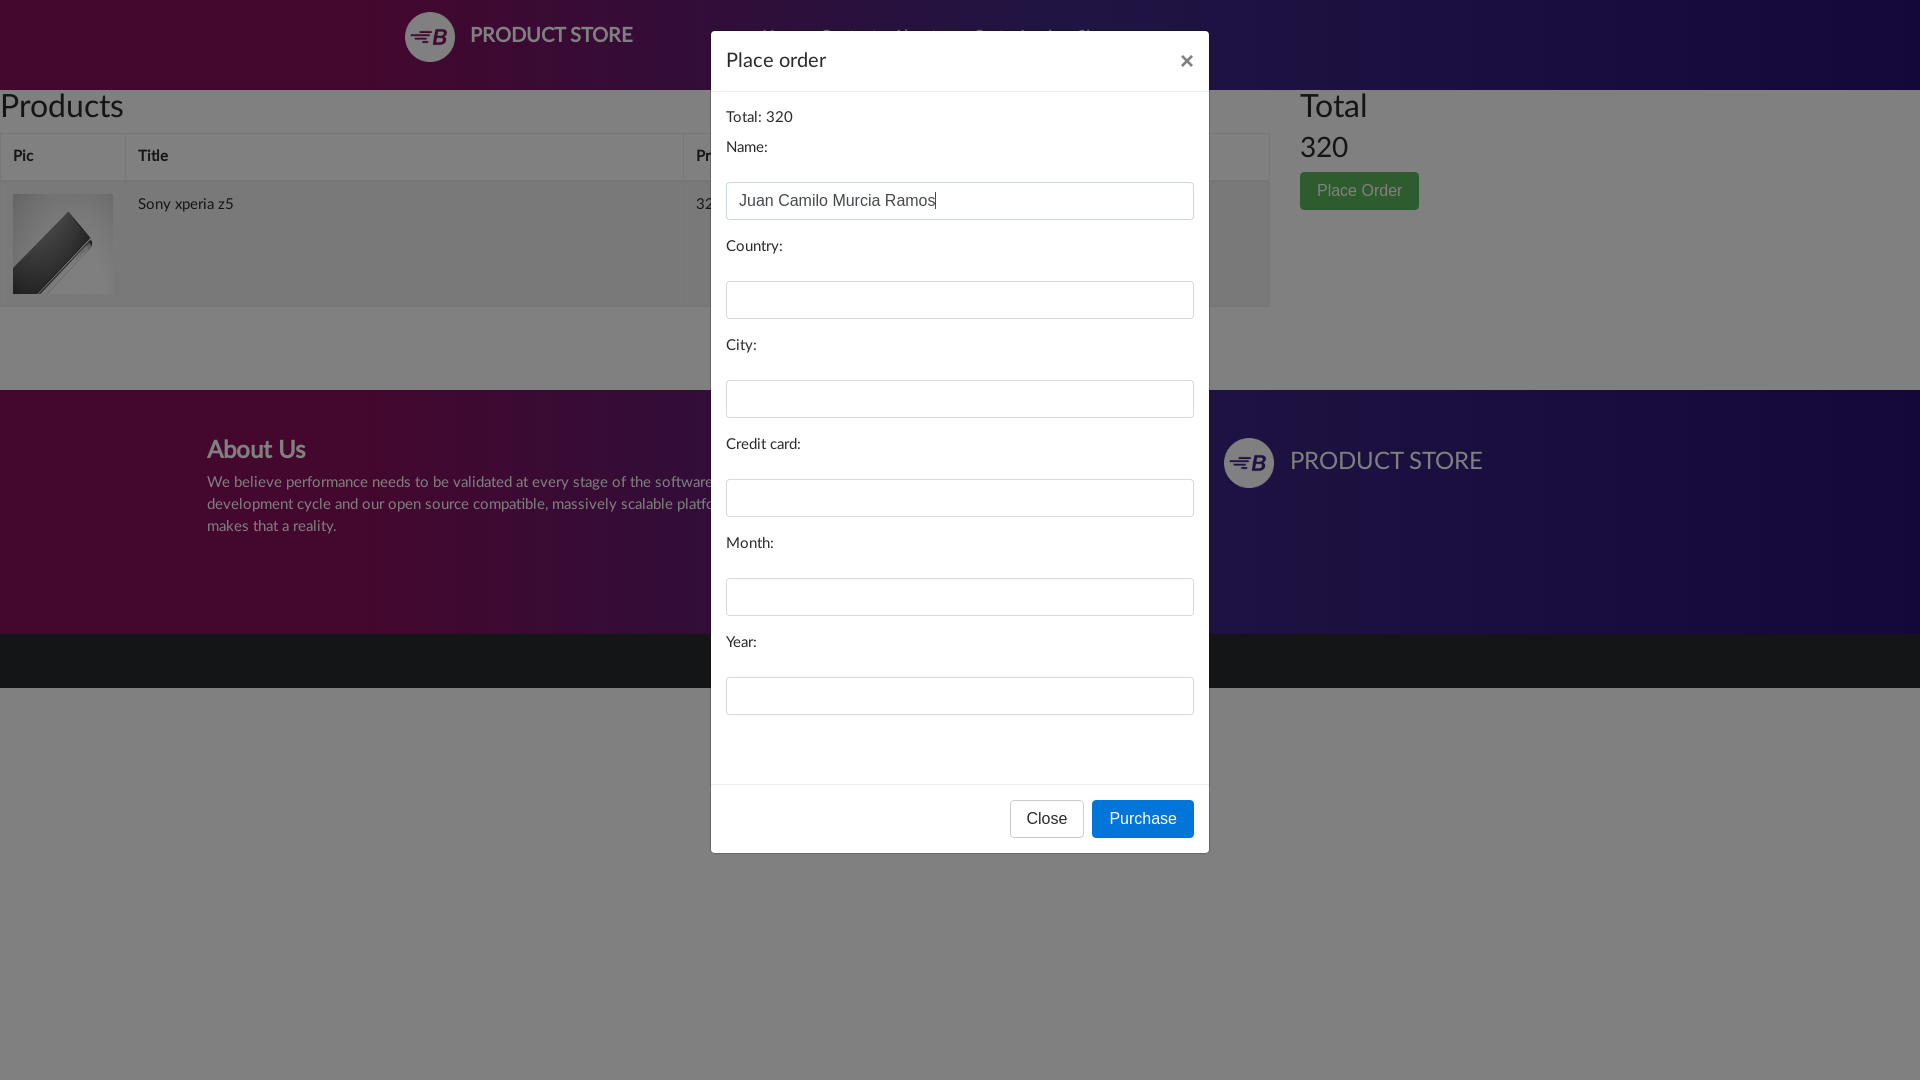 PRODUCT STORE
Place order
×
Products
Total
Total: 320
320
Name:
Pic
Title
Pr
Place Order
Juan Camilo Murcia Ramos
Sony xperia z5
32
Country:
City:
About Us
Credit card:
PRODUCT STORE
We believe performance needs to be validated at every stage of the software
development cycle and our open source compatible, massively scalable platfo
makes that a reality.
Month:
Year:
Close
Purchase